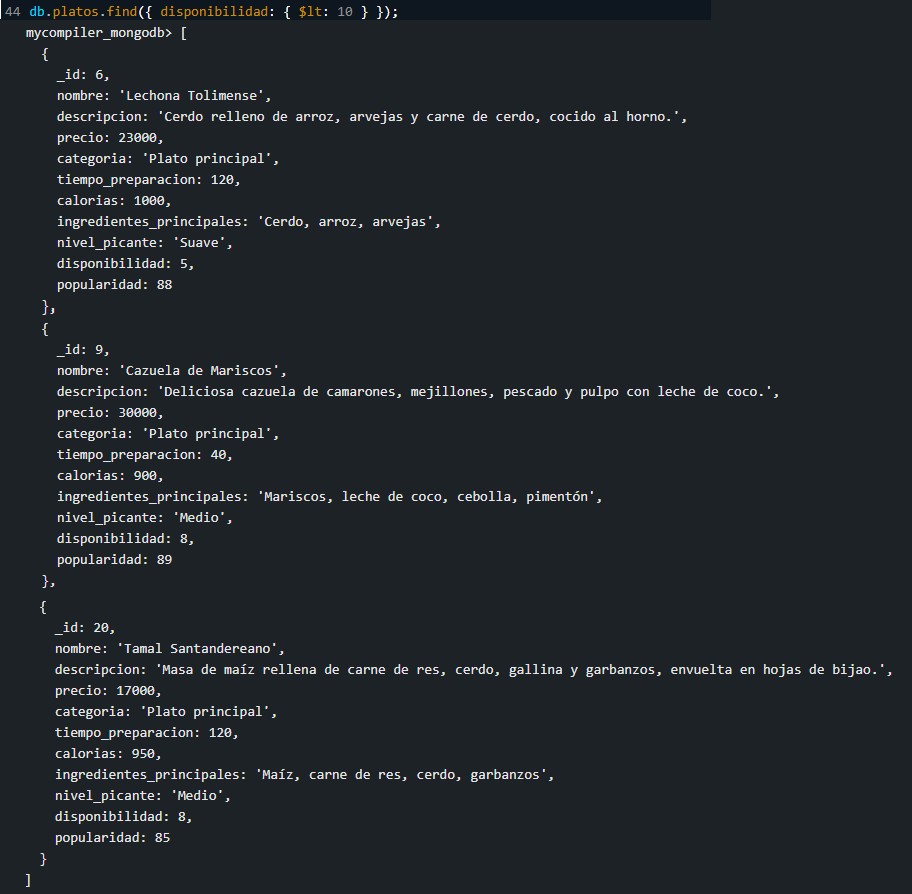 44 db.platos.find({ disponibilidad: { $lt: 10 } });
mycompiler_mongodb> [
  {
    _id: 6,
    nombre: 'Lechona Tolimense',
    descripcion: 'Cerdo relleno de arroz, arvejas y carne de cerdo, cocido al horno.',
    precio: 23000,
    categoria: 'Plato principal',
    tiempo_preparacion: 120,
    calorias: 1000,
    ingredientes_principales: 'Cerdo, arroz, arvejas',
    nivel_picante: 'Suave',
    disponibilidad: 5,
    popularidad: 88
  },
  {
    _id: 9,
    nombre: 'Cazuela de Mariscos',
    descripcion: 'Deliciosa cazuela de camarones, mejillones, pescado y pulpo con leche de coco.',
    precio: 30000,
    categoria: 'Plato principal',
    tiempo_preparacion: 40,
    calorias: 900,
    ingredientes_principales: 'Mariscos, leche de coco, cebolla, pimentón',
    nivel_picante: 'Medio',
    disponibilidad: 8,
    popularidad: 89
  },
  {
    _id: 20,
    nombre: 'Tamal Santandereano',
    descripcion: 'Masa de maíz rellena de carne de res, cerdo, gallina y garbanzos, envuelta en hojas de bijao.',
    precio: 17000,
    categoria: 'Plato principal',
    tiempo_preparacion: 120,
    calorias: 950,
    ingredientes_principales: 'Maíz, carne de res, cerdo, garbanzos',
    nivel_picante: 'Medio',
    disponibilidad: 8,
    popularidad: 85
  }
]